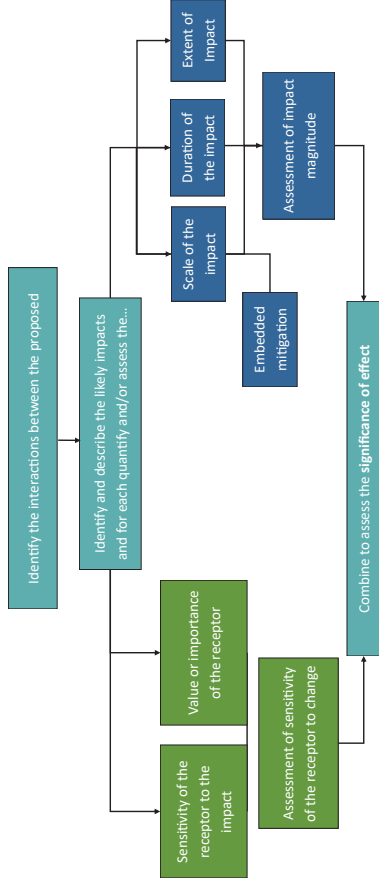 Identify the interactions between the proposed
Identify and describe the likely impacts
and for each quantify and/or assess the...
Sensitivity of the
receptor to the
impact
Value or importance
of the receptor
Scale of the
impact
Duration of
the impact
Extent of
Impact
Embedded
mitigation
Assessment of sensitivity
of the receptor to change
Assessment of impact
magnitude
Combine to assess the significance of effect